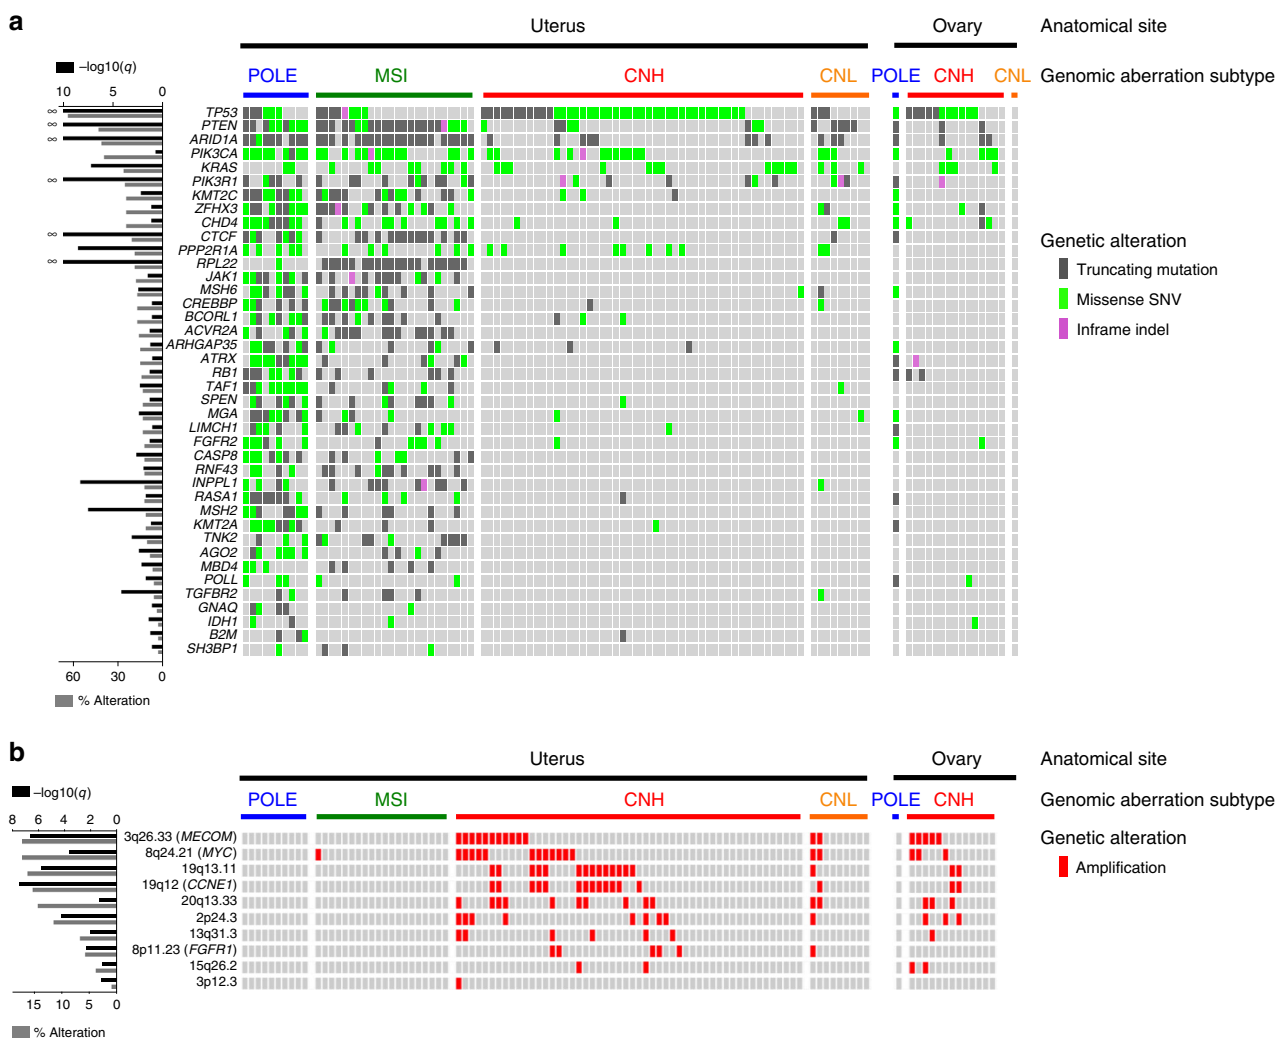 a
Uterus
Ovary
Anatomical site
–log10(q)
POLE
MSI
CNH
CNL
POLE
CNH
CNL
Genomic aberration subtype
10 5 0
∞ TP53
∞ PTEN
∞ ARID1A
PIK3CA
KRAS
∞ PIK3R1
KMT2C
ZFHX3
CHD4
∞ CTCF
PPP2R1A
∞ RPL22
JAK1
MSH6
CREBBP
BCORL1
ACVR2A
ARHGAP35
ATRX
RB1
TAF1
SPEN
MGA
LIMCH1
FGFR2
CASP8
RNF43
INPPL1
RASA1
MSH2
KMT2A
TNK2
AGO2
MBD4
POLL
TGFBR2
GNAQ
IDH1
B2M
SH3BP1
60 30 0
% Alteration
Genetic alteration
Truncating mutation
Missense SNV
Inframe indel
b
Uterus
Ovary
Anatomical site
–log10(q)
POLE
MSI
CNH
CNL
POLE
CNH
Genomic aberration subtype
8 6 4 2 0
3q26.33 (MECOM)
8q24.21 (MYC)
19q13.11
19q12 (CCNE1)
20q13.33
2p24.3
13q31.3
8p11.23 (FGFR1)
15q26.2
3p12.3
15 10 5 0
% Alteration
Genetic alteration
Amplification